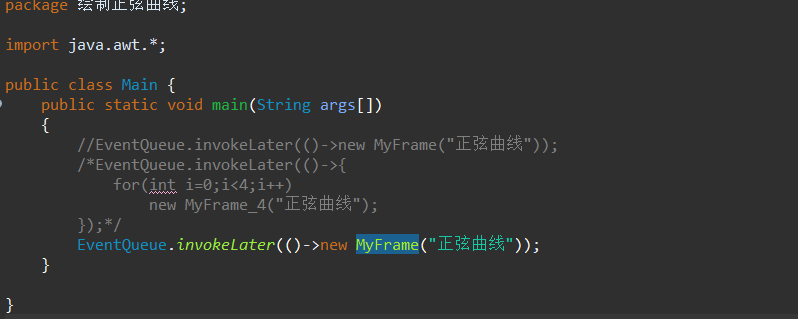 package 绘制正弦曲线;
import java.awt.*;
public class Main {
public static void main(String args[])
{
//EventQueue.invokeLater(()->new MyFrame("正弦曲线"));
/*EventQueue.invokeLater(()->{
for(int i=0;i<4;i++)
new MyFrame_4("正弦曲线");
});*/
EventQueue.invokeLater(()->new MyFrame("正弦曲线"));
}
}